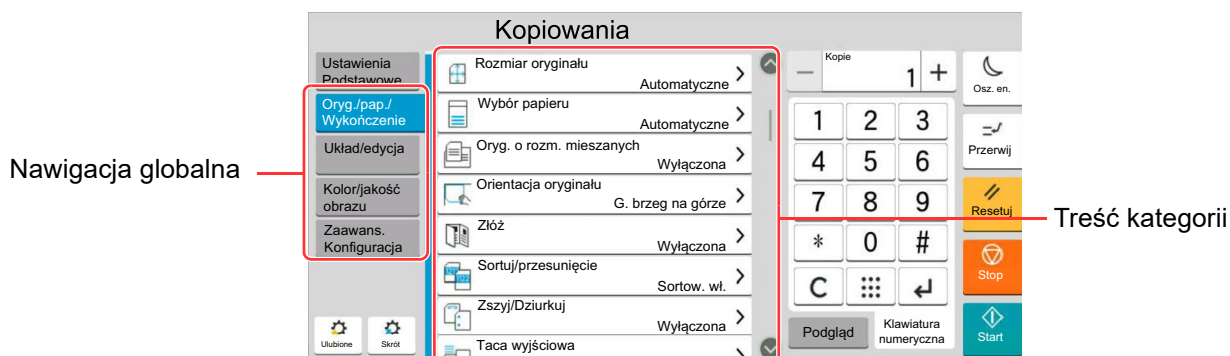 Kopiowania
Ustawienia
Podstawowe
Oryg./pap./
Wykończenie
Układ/edycja
Kolor/jakość
obrazu
Zaawans.
Konfiguracja
Ulubione
Skrót
Nawigacja globalna
Rozmiar oryginału
Automatyczne
Wybór papieru
Automatyczne
Oryg. o rozm. mieszanych
Wyłączona
Orientacja oryginału
G. brzeg na górze
Złóż
Wyłączona
Sortuj/przesunięcie
Sortow. wł.
Zszyj/Dziurkuj
Wyłączona
Taca wyjściowa
Kopie
− 1 +
1 2 3
4 5 6
7 8 9
* 0 #
C
Podgląd
Klawiatura
numeryczna
Osz. en.
Przerwij
Resetuj
Stop
Start
Treść kategorii